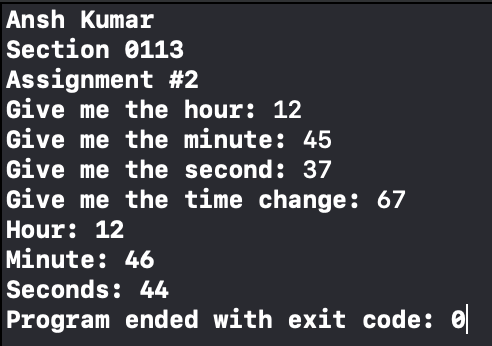 Ansh Kumar
Section 0113
Assignment #2
Give me the hour: 12
Give me the minute: 45
Give me the second: 37
Give me the time change: 67
Hour: 12
Minute: 46
Seconds: 44
Program ended with exit code: 0